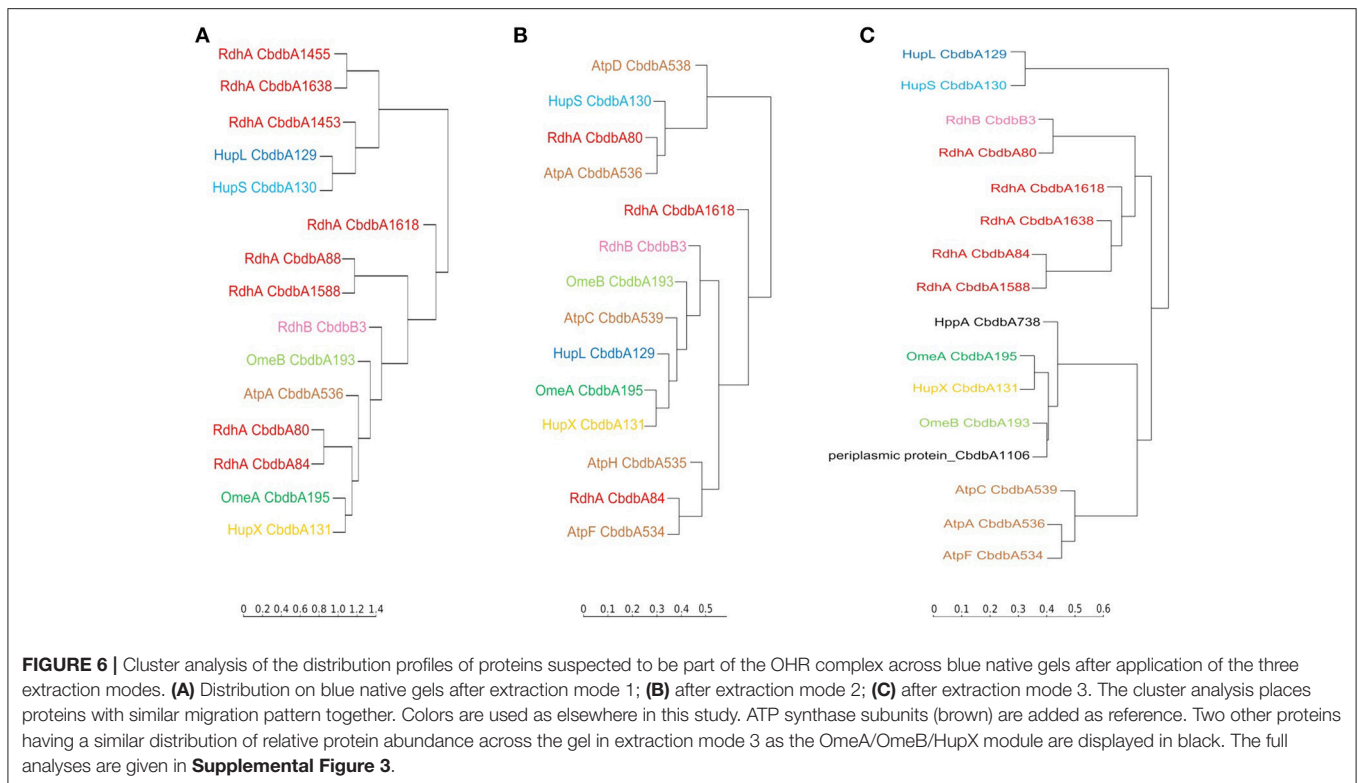 A
RdhA CbdbA1455
RdhA CbdbA1638
RdhA CbdbA1453
HupL CbdbA129
HupS CbdbA130
RdhA CbdbA1618
RdhA CbdbA88
RdhA CbdbA1588
RdhB CbdbB3
OmeB CbdbA193
AtpA CbdbA536
RdhA CbdbA80
RdhA CbdbA84
OmeA CbdbA195
HupX CbdbA131
0 0.2 0.4 0.6 0.8 1.0 1.2 1.4
B
AtpD CbdbA538
HupS CbdbA130
RdhA CbdbA80
AtpA CbdbA536
RdhA CbdbA1618
RdhB CbdbB3
OmeB CbdbA193
AtpC CbdbA539
HupL CbdbA129
OmeA CbdbA195
HupX CbdbA131
AtpH CbdbA535
RdhA CbdbA84
AtpF CbdbA534
0 0.1 0.2 0.3 0.4 0.5
C
HupL CbdbA129
HupS CbdbA130
RdhB CbdbB3
RdhA CbdbA80
RdhA CbdbA1618
RdhA CbdbA1638
RdhA CbdbA84
RdhA CbdbA1588
HppA CbdbA738
OmeA CbdbA195
HupX CbdbA131
OmeB CbdbA193
periplasmic protein_CbdbA1106
AtpC CbdbA539
AtpA CbdbA536
AtpF CbdbA534
0 0.1 0.2 0.3 0.4 0.5 0.6
FIGURE 6 | Cluster analysis of the distribution profiles of proteins suspected to be part of the OHR complex across blue native gels after application of the three
extraction modes. (A) Distribution on blue native gels after extraction mode 1; (B) after extraction mode 2; (C) after extraction mode 3. The cluster analysis places
proteins with similar migration pattern together. Colors are used as elsewhere in this study. ATP synthase subunits (brown) are added as reference. Two other proteins
having a similar distribution of relative protein abundance across the gel in extraction mode 3 as the OmeA/OmeB/HupX module are displayed in black. The full
analyses are given in Supplemental Figure 3.